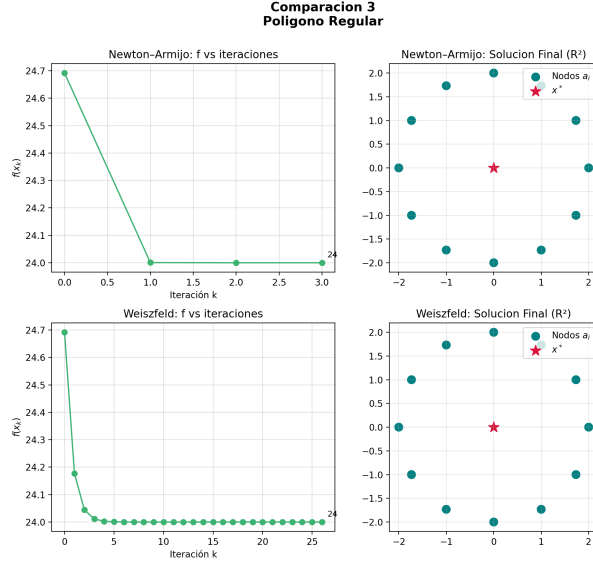 Comparacion 3
Poligono Regular
Newton–Armijo: f vs iteraciones
24.7
24.6
24.5
24.4
24.3
24.2
24.1
24.0
f(x_k)
24
0.0 0.5 1.0 1.5 2.0 2.5 3.0
Iteración k
Newton–Armijo: Solucion Final (R²)
Nodos a_i
x*
2.0
1.5
1.0
0.5
0.0
−0.5
−1.0
−1.5
−2.0
−2 −1 0 1 2
Weiszfeld: f vs iteraciones
24.7
24.6
24.5
24.4
24.3
24.2
24.1
24.0
f(x_k)
24
0 5 10 15 20 25
Iteración k
Weiszfeld: Solucion Final (R²)
Nodos a_i
x*
2.0
1.5
1.0
0.5
0.0
−0.5
−1.0
−1.5
−2.0
−2 −1 0 1 2